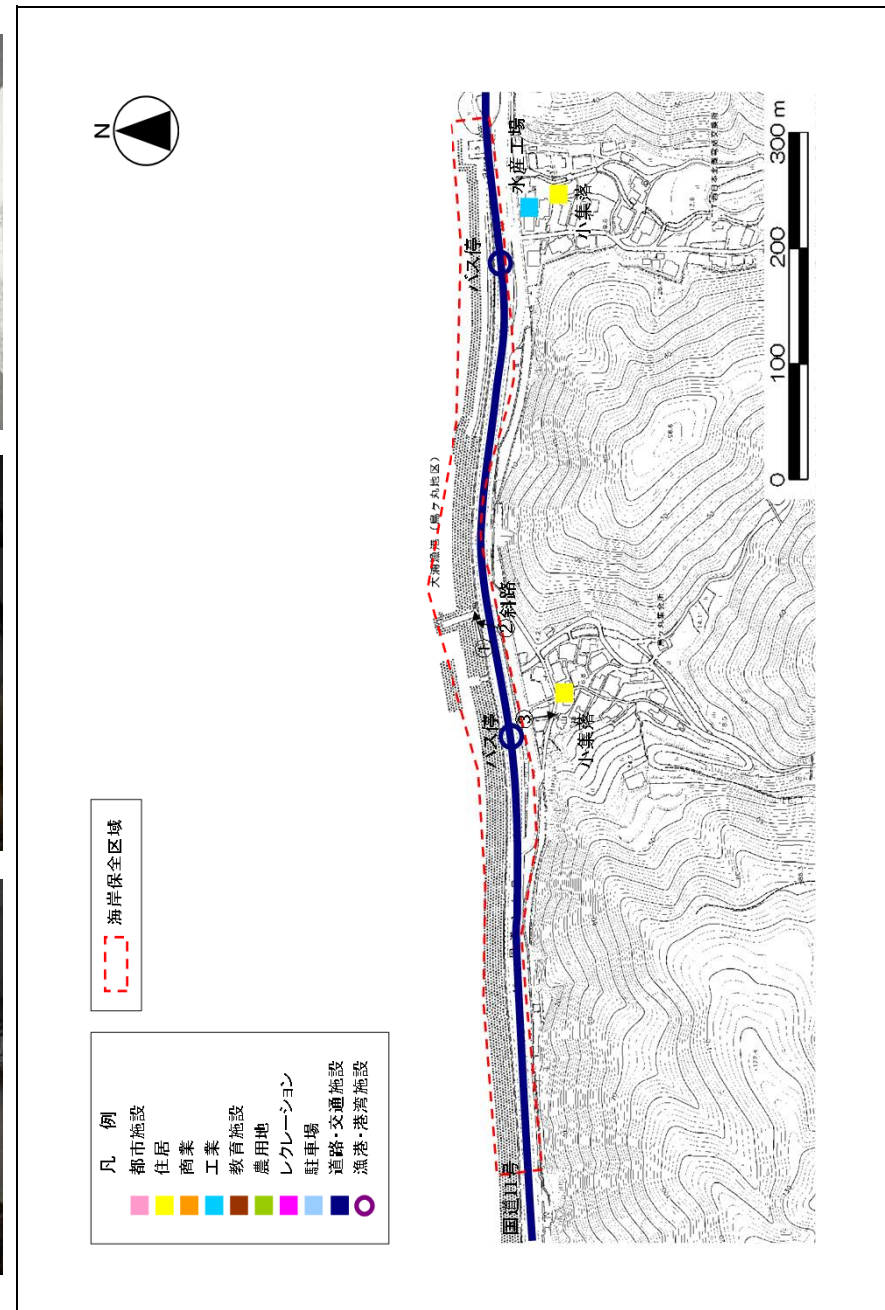 N
海岸保全区域
凡 例
都市施設
住居
商業
工業
教育施設
農用地
レクレーション
駐車場
道路・交通施設
漁港・港湾施設
国道11号
バス停
小集落
③
①
②斜路
大浦漁港（鳥ケ丸地区）
バス停
水産工場
小集落
0 100 200 300 m